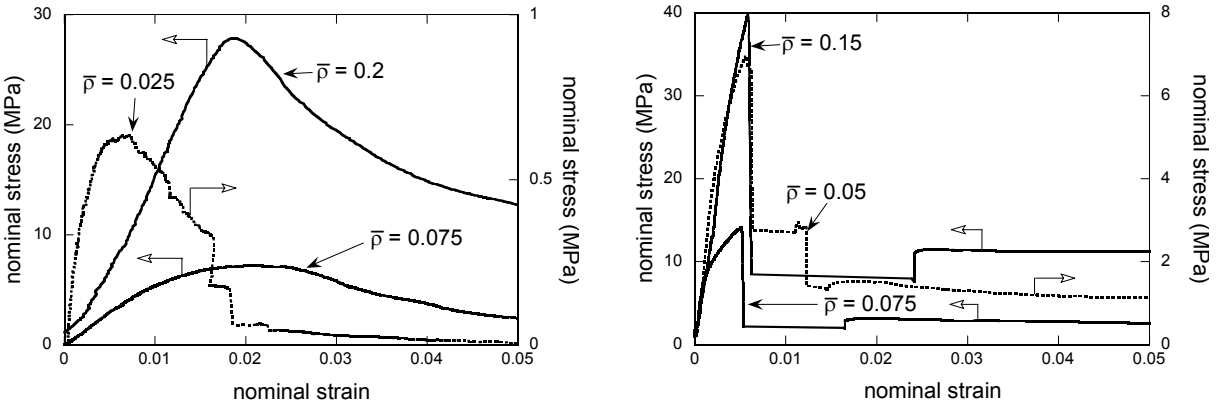 30
20
10
0
nominal stress (MPa)
1
0.5
0
nominal stress (MPa)
ρ̅ = 0.025
ρ̅ = 0.2
ρ̅ = 0.075
0
0.01
0.02
0.03
0.04
0.05
nominal strain
40
30
20
10
0
nominal stress (MPa)
8
6
4
2
0
nominal stress (MPa)
ρ̅ = 0.15
ρ̅ = 0.05
ρ̅ = 0.075
0
0.01
0.02
0.03
0.04
0.05
nominal strain